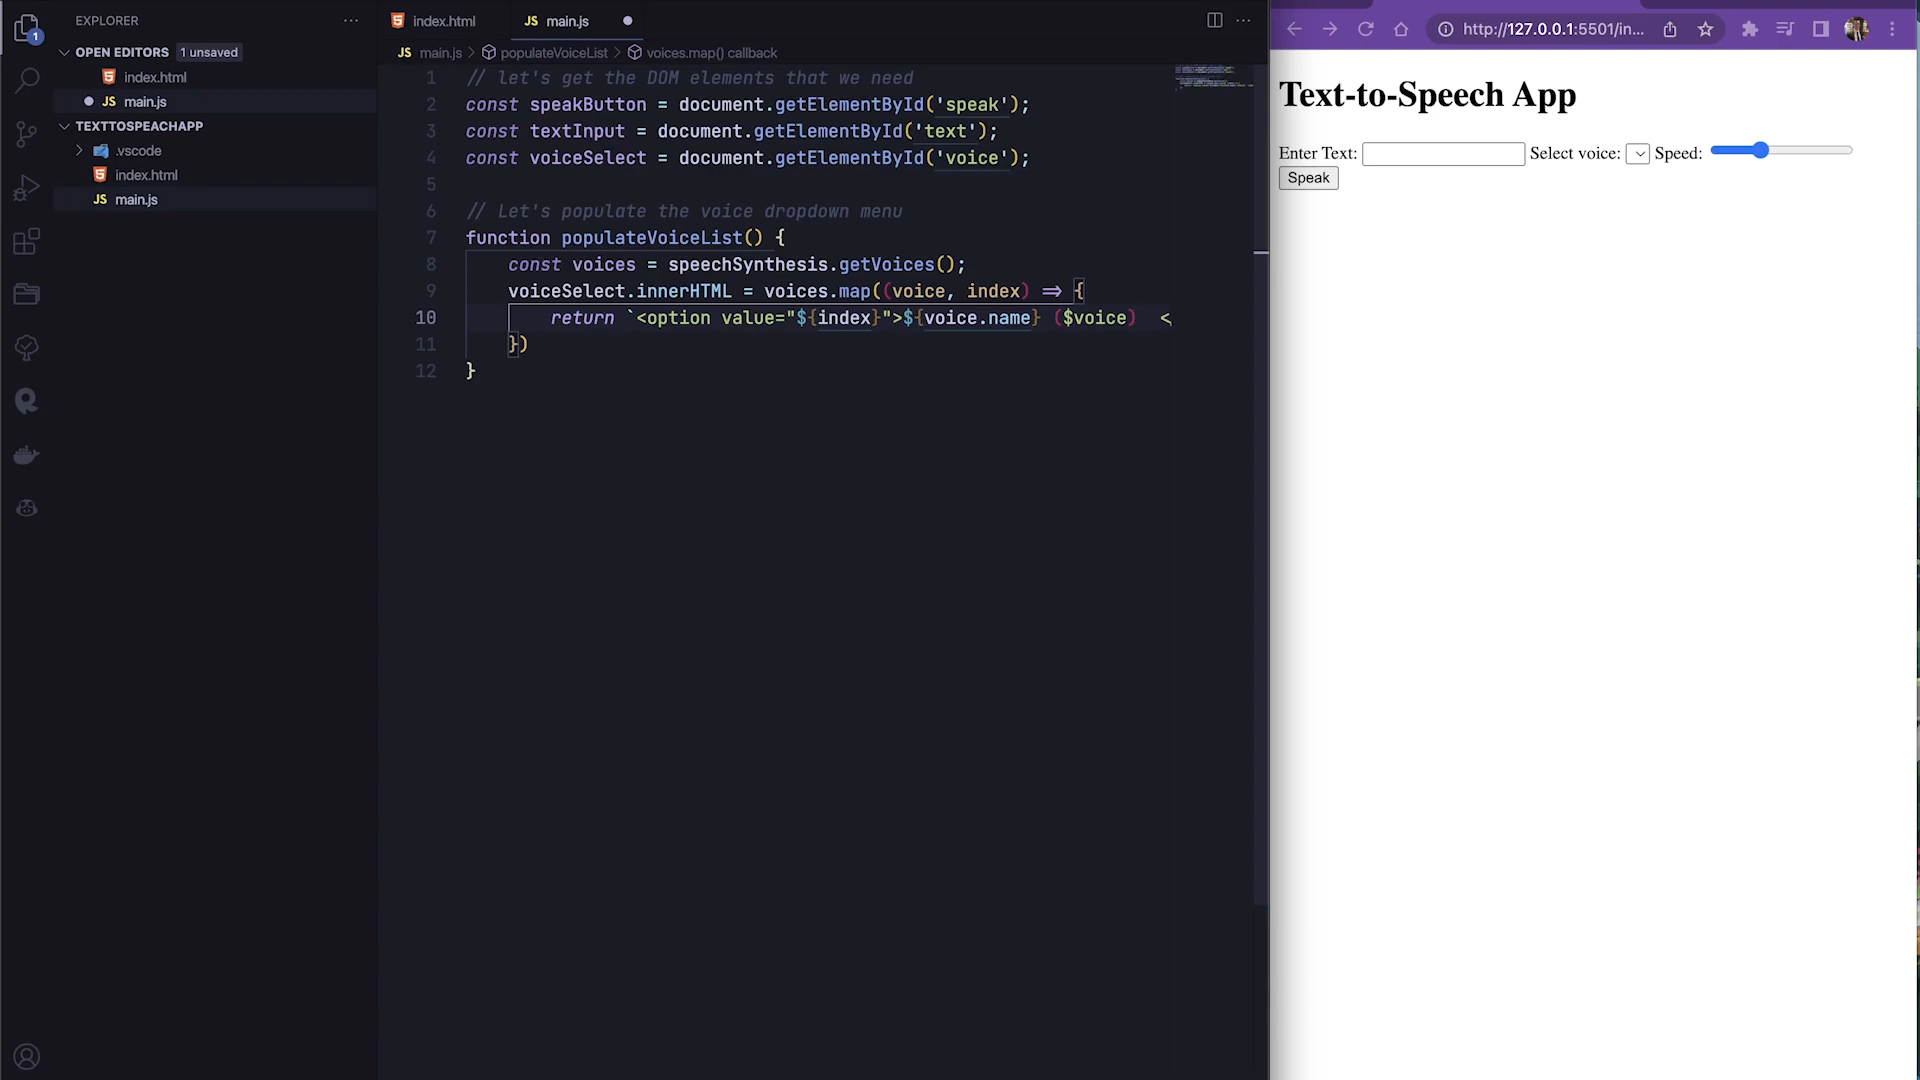 EXPLORER
OPEN EDITORS 1 unsaved
index.html
main.js
TEXTTOSPEACHAPP
.vscode
index.html
main.js
1
index.html
JS main.js
JS main.js > populateVoiceList > voices.map() callback
1 // let's get the DOM elements that we need
2 const speakButton = document.getElementById('speak');
3 const textInput = document.getElementById('text');
4 const voiceSelect = document.getElementById('voice');
5
6 // Let's populate the voice dropdown menu
7 function populateVoiceList() {
8 const voices = speechSynthesis.getVoices();
9 voiceSelect.innerHTML = voices.map((voice, index) => {
10 return `<option value="${index}">${voice.name} ($voice) <
11 })
12 }
http://127.0.0.1:5501/in...
Text-to-Speech App
Enter Text: Select voice: Speed:
Speak